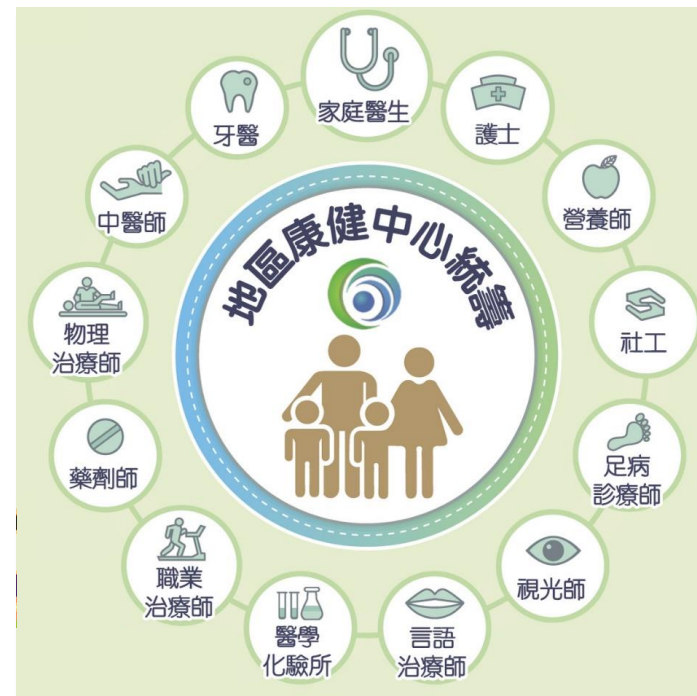 地區康健中心統籌
家庭醫生
護士
營養師
社工
足病
診療師
視光師
言語
治療師
醫學
化驗所
職業
治療師
藥劑師
物理
治療師
中醫師
牙醫